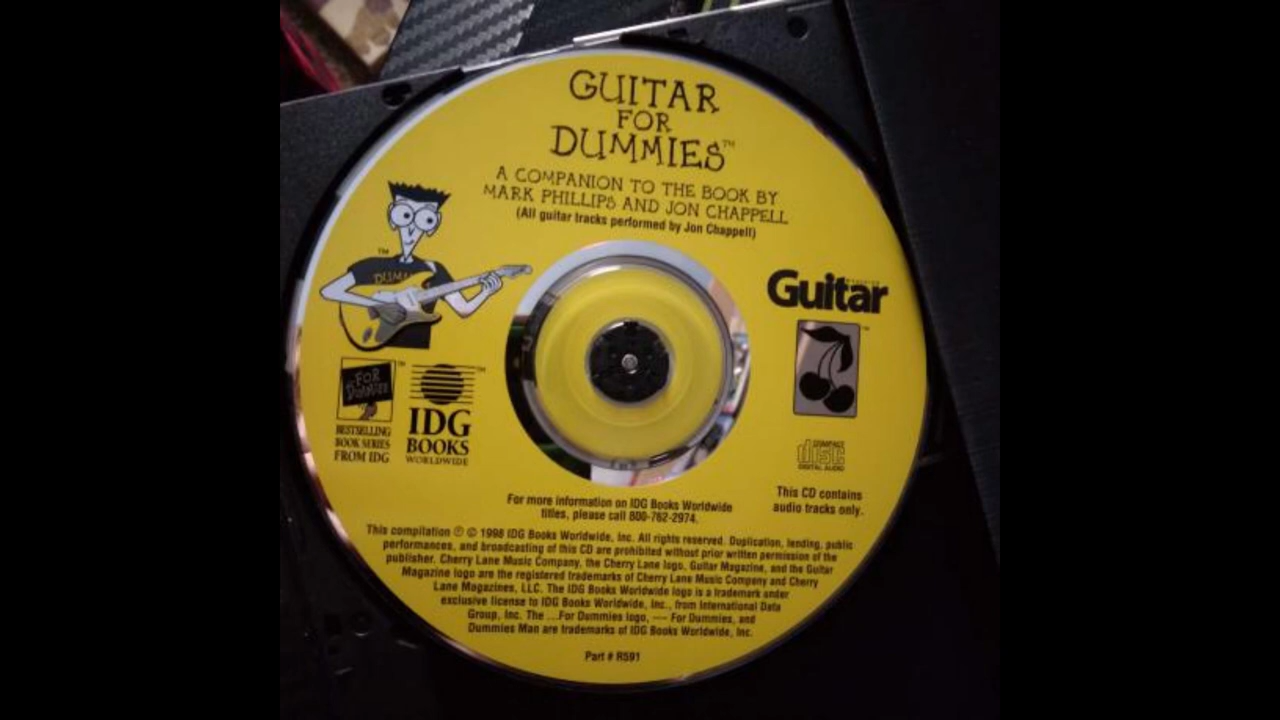 GUITAR
FOR
DUMMIES™
A COMPANION TO THE BOOK BY
MARK PHILLIPS AND JON CHAPPELL
(All guitar tracks performed by Jon Chappell)
TM
DUMM
Guitar
TM
FOR
DUMMIES
TM
BESTSELLING
BOOK SERIES
FROM IDG
TM
IDG
BOOKS
WORLDWIDE
COMPACT
disc
DIGITAL AUDIO
This CD contains
audio tracks only.
For more information on IDG Books Worldwide
titles, please call 800-762-2974.
This compilation ℗ © 1998 IDG Books Worldwide, Inc. All rights reserved. Duplication, lending, public
performances, and broadcasting of this CD are prohibited without prior written permission of the
publisher. Cherry Lane Music Company, the Cherry Lane logo, Guitar Magazine, and the Guitar
Magazine logo are the registered trademarks of Cherry Lane Music Company and Cherry
Lane Magazines, LLC. The IDG Books Worldwide logo is a trademark under
exclusive license to IDG Books Worldwide, Inc., from International Data
Group, Inc. The ...For Dummies logo, --- For Dummies, and
Dummies Man are trademarks of IDG Books Worldwide, Inc.
Part # R591